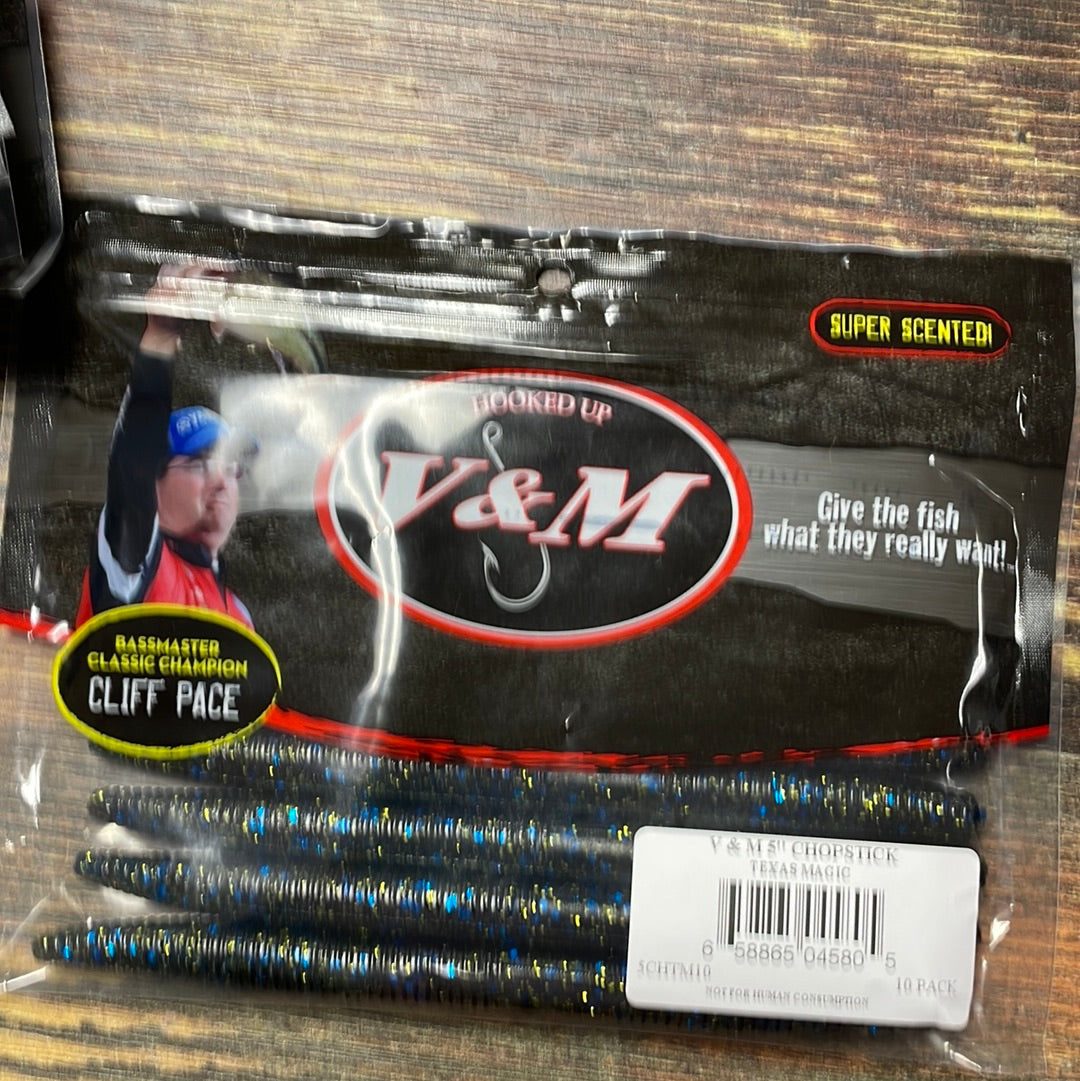 SUPER SCENTED!
HOOKED UP
V&M
Give the fish
what they really want!
BASSMASTER
CLASSIC CHAMPION
CLIFF PACE
V & M 5" CHOPSTICK
TEXAS MAGIC
6 58865 04580 5
5CHTM10
10 PACK
NOT FOR HUMAN CONSUMPTION